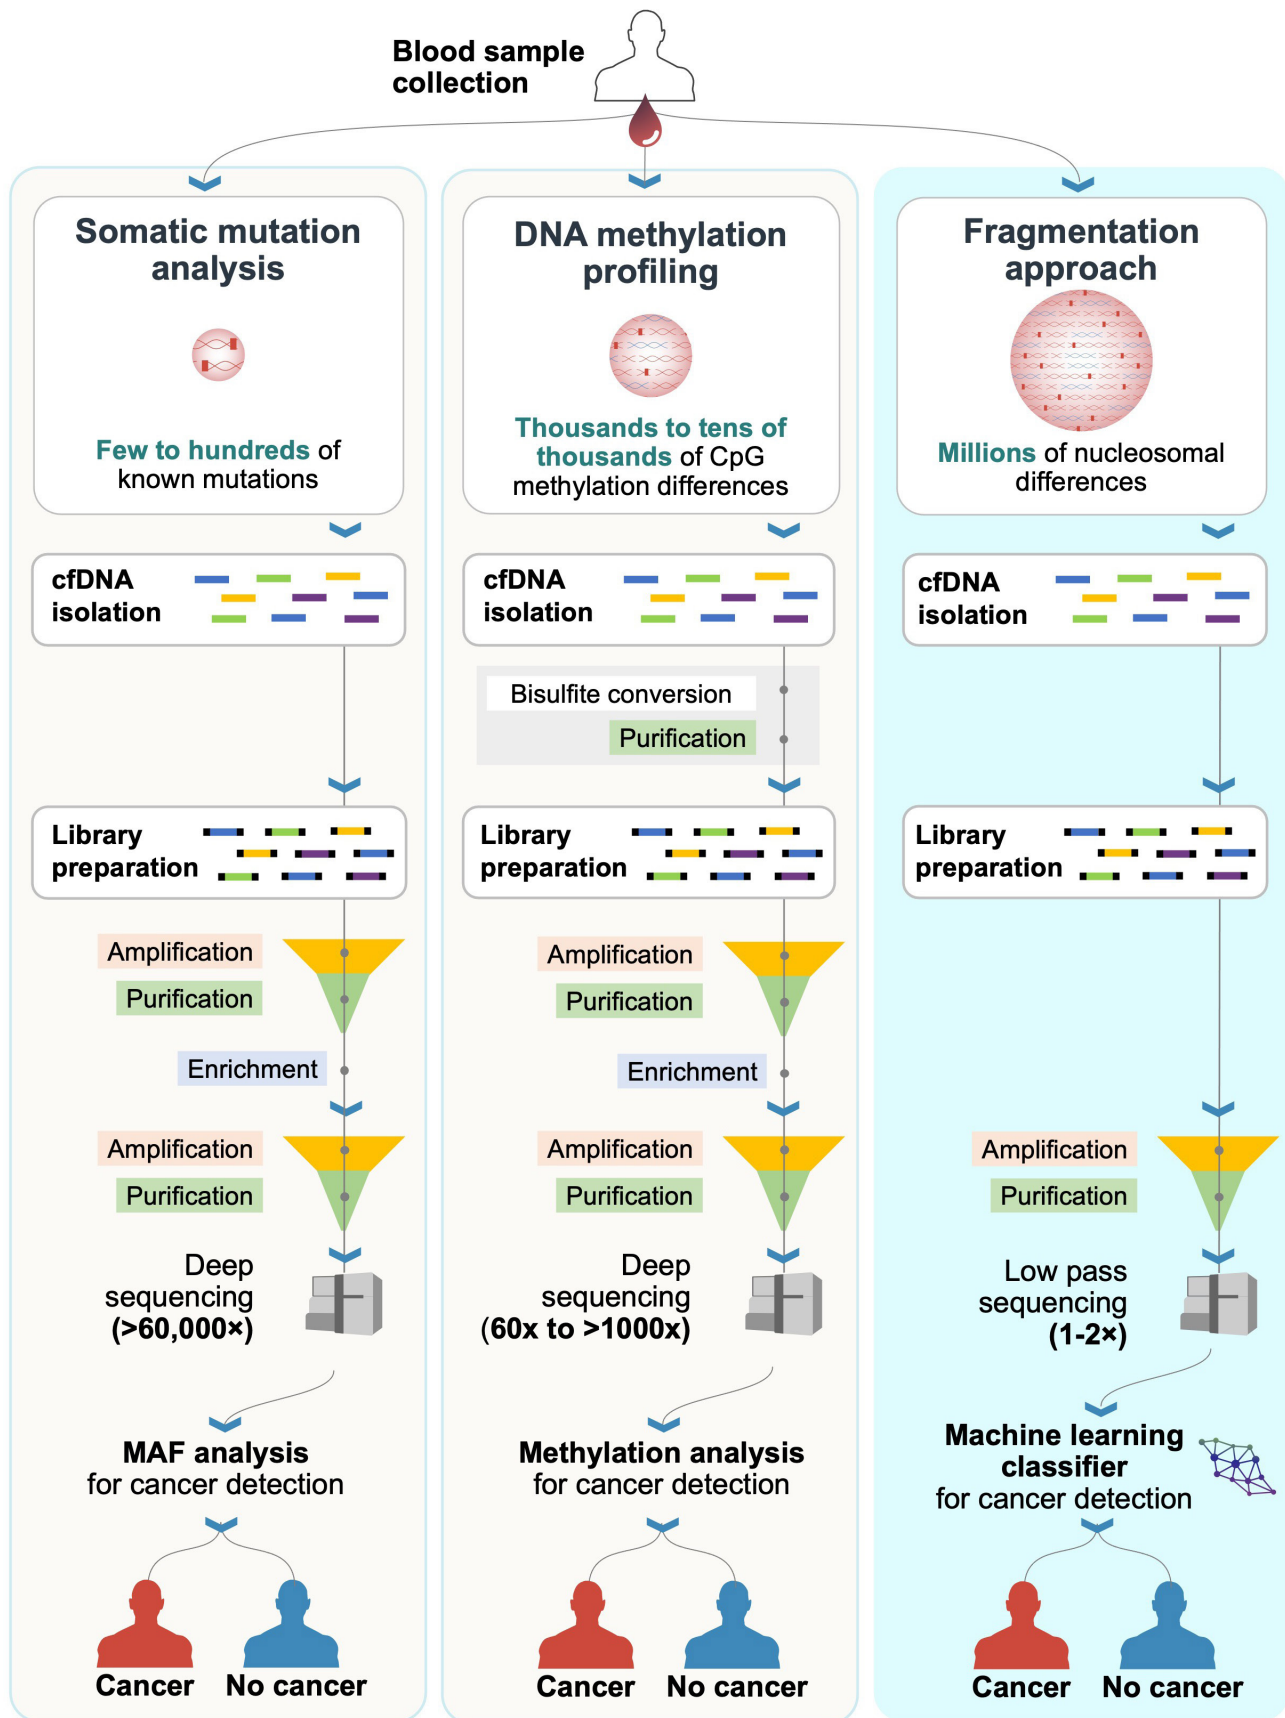 Blood sample
collection
Somatic mutation
analysis
Few to hundreds of
known mutations
cfDNA
isolation
Library
preparation
Amplification
Purification
Enrichment
Amplification
Purification
Deep
sequencing
(>60,000×)
MAF analysis
for cancer detection
Cancer
No cancer
DNA methylation
profiling
Thousands to tens of
thousands of CpG
methylation differences
cfDNA
isolation
Bisulfite conversion
Purification
Library
preparation
Amplification
Purification
Enrichment
Amplification
Purification
Deep
sequencing
(60x to >1000x)
Methylation analysis
for cancer detection
Cancer
No cancer
Fragmentation
approach
Millions of nucleosomal
differences
cfDNA
isolation
Library
preparation
Amplification
Purification
Low pass
sequencing
(1-2×)
Machine learning
classifier
for cancer detection
Cancer
No cancer